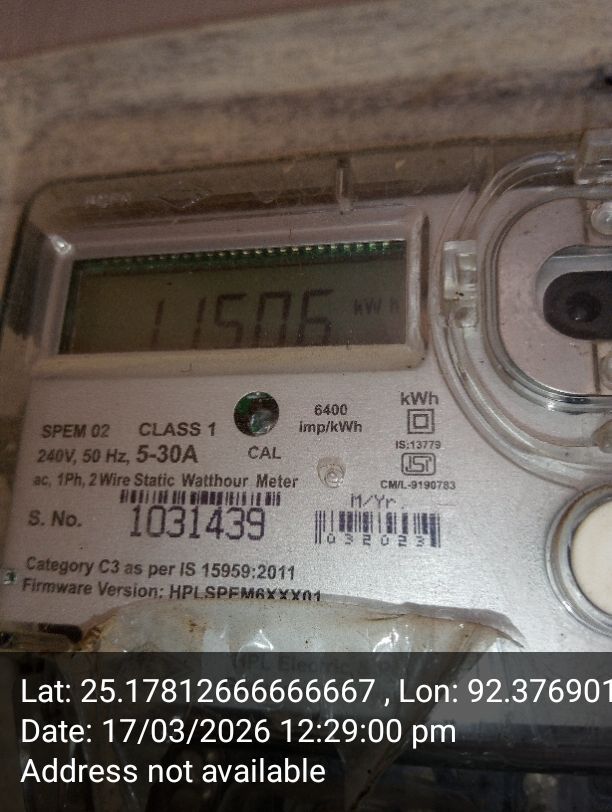 11506 kWh
kWh
6400
imp/kWh
SPEM 02 CLASS 1
240V, 50 Hz, 5-30A
CAL
IS:13779
ISI
CM/L-9190783
ac, 1Ph, 2 Wire Static Watthour Meter
M/Yr.
S. No. 1031439
032023
Category C3 as per IS 15959:2011
Firmware Version: HPLSPEM6XXX01
HPL Electric &
Lat: 25.17812666666667 , Lon: 92.376901
Date: 17/03/2026 12:29:00 pm
Address not available